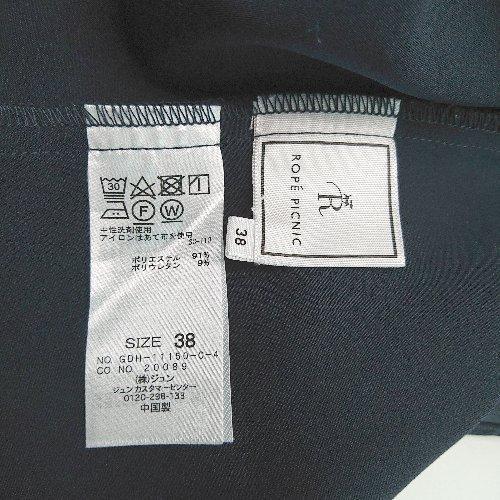 30
F W
中性洗剤使用
アイロンはあて布を使用
ポリエステル 91%
ポリウレタン 9%
SIZE 38
NO. GDH-11150-C-4
CO NO. 20089
(株)ジュン
ジュンカスタマーセンター
0120-298-133
中国製
38
ROPÉ PICNIC
R